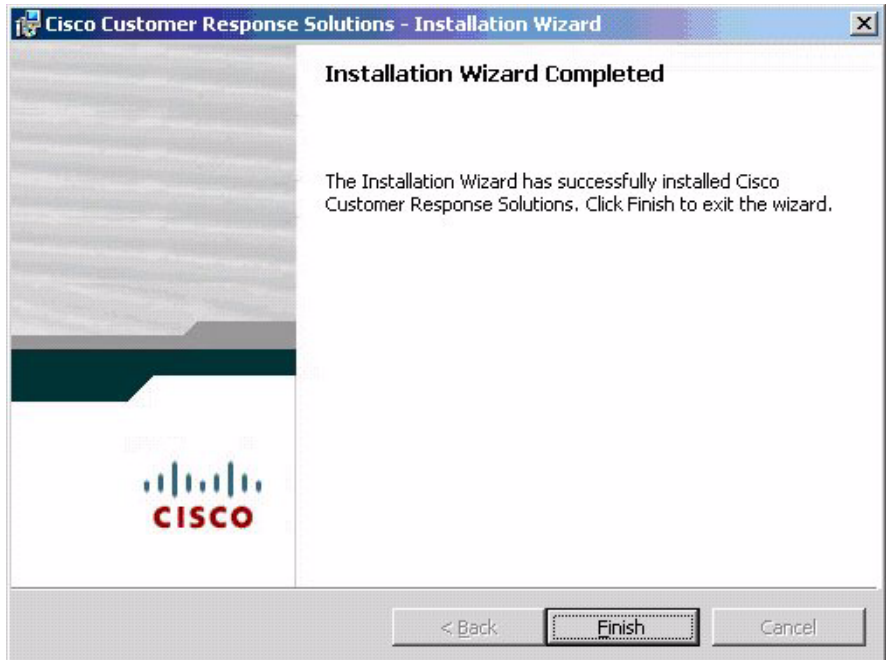 Cisco Customer Response Solutions - Installation Wizard
Installation Wizard Completed
The Installation Wizard has successfully installed Cisco
Customer Response Solutions. Click Finish to exit the wizard.
CISCO
< Back
Finish
Cancel